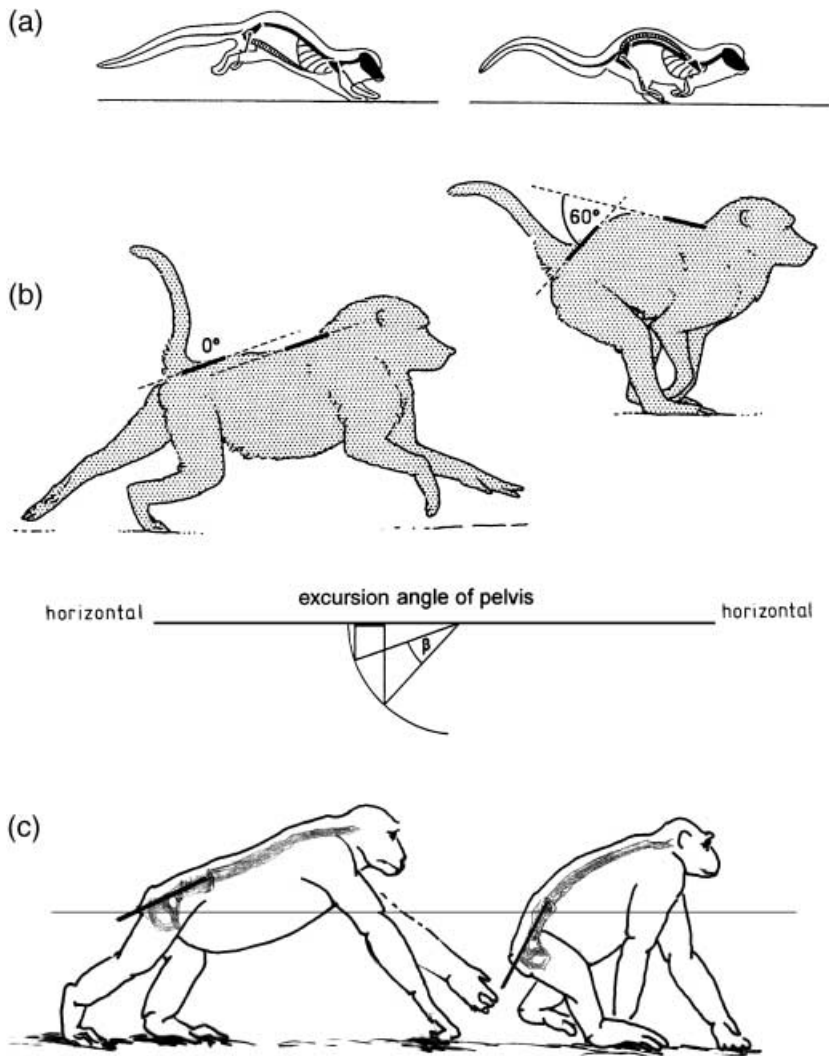 (a)
60°
(b)
0°
excursion angle of pelvis
horizontal
horizontal
β
(c)